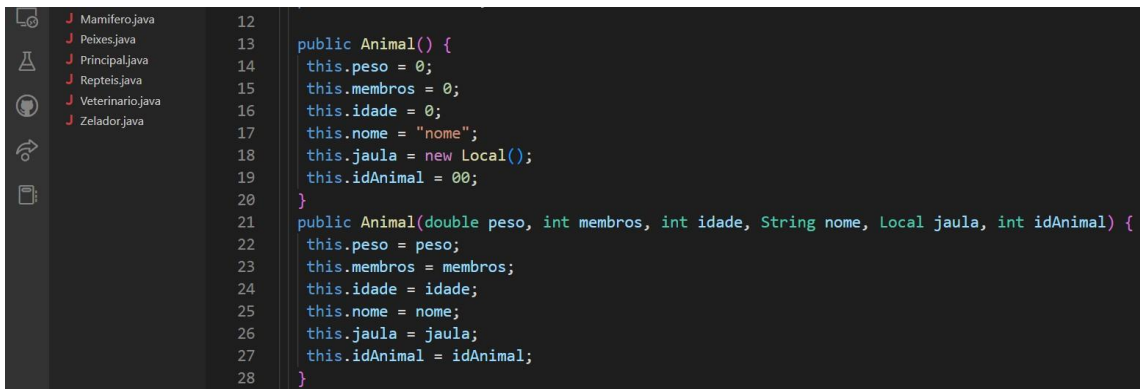 Mamifero.java
Peixes.java
Principal.java
Repteis.java
Veterinario.java
Zelador.java
12
13 public Animal() {
14 this.peso = 0;
15 this.membros = 0;
16 this.idade = 0;
17 this.nome = "nome";
18 this.jaula = new Local();
19 this.idAnimal = 00;
20 }
21 public Animal(double peso, int membros, int idade, String nome, Local jaula, int idAnimal) {
22 this.peso = peso;
23 this.membros = membros;
24 this.idade = idade;
25 this.nome = nome;
26 this.jaula = jaula;
27 this.idAnimal = idAnimal;
28 }